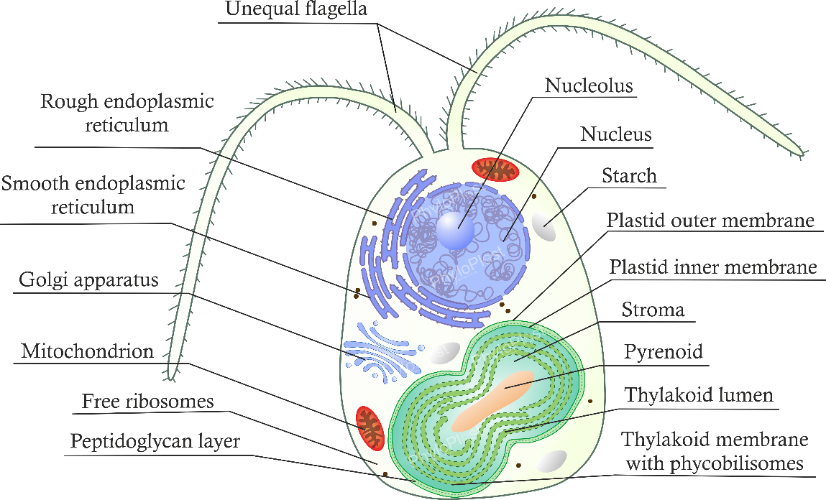 Unequal flagella
Rough endoplasmic
reticulum
Smooth endoplasmic
reticulum
Golgi apparatus
Mitochondrion
Free ribosomes
Peptidoglycan layer
Nucleolus
Nucleus
Starch
Plastid outer membrane
Plastid inner membrane
Stroma
Pyrenoid
Thylakoid lumen
Thylakoid membrane
with phycobilisomes